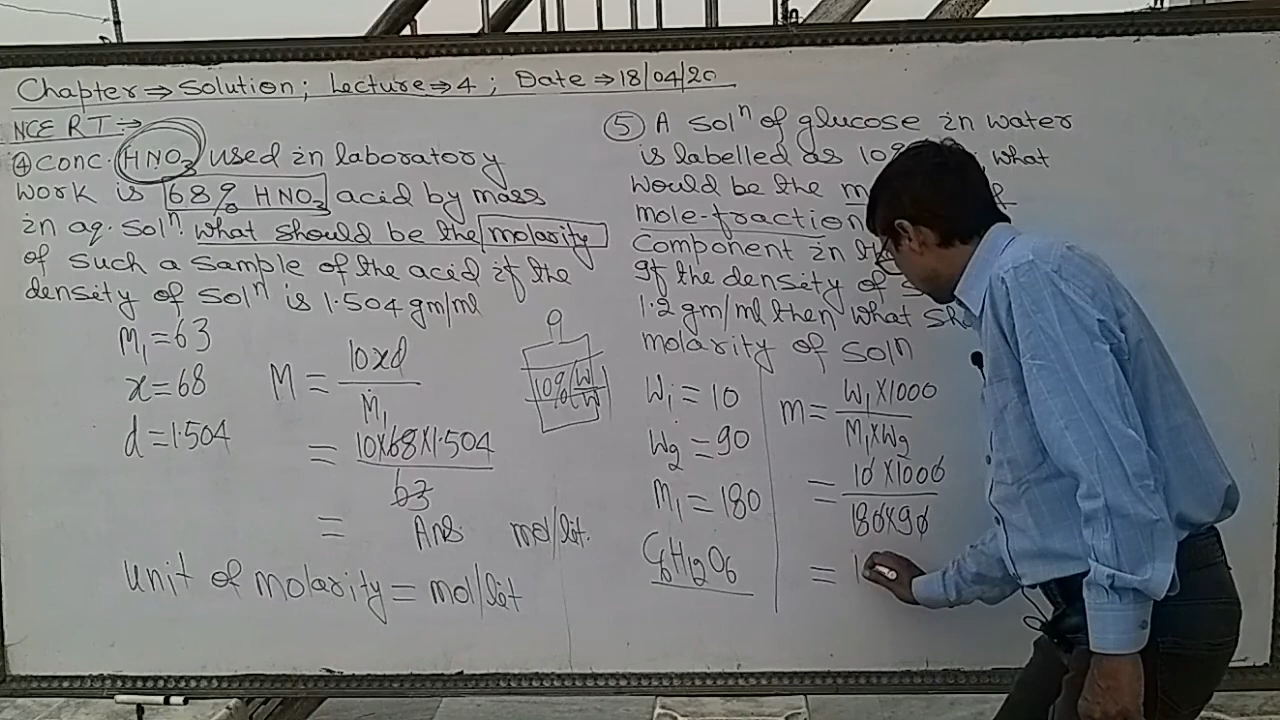 Chapter ⇒ Solution; Lecture ⇒ 4 ; Date ⇒ 18/04/20
NCERT:⇒
④ Conc. HNO3 used in laboratory
work is 68% HNO3 acid by mass
in aq. Solⁿ. what should be the molarity
of such a sample of the acid if the
density of solⁿ is 1.504 gm/ml
M1 = 63
x = 68
d = 1.504
M = 10xd / M1
= 10×68×1.504 / 63
= Ans mol/lit.
unit of molarity = mol/lit
10% (W/W)
⑤ A solⁿ of glucose in water
is labelled as 10% what
would be the
mole-fraction
Component in
If the density of
1.2 gm/ml then what
molarity of solⁿ
W1 = 10
W2 = 90
M1 = 180
C6H12O6
m = W1×1000 / M1×W2
= 10×1000 / 180×90
= 1